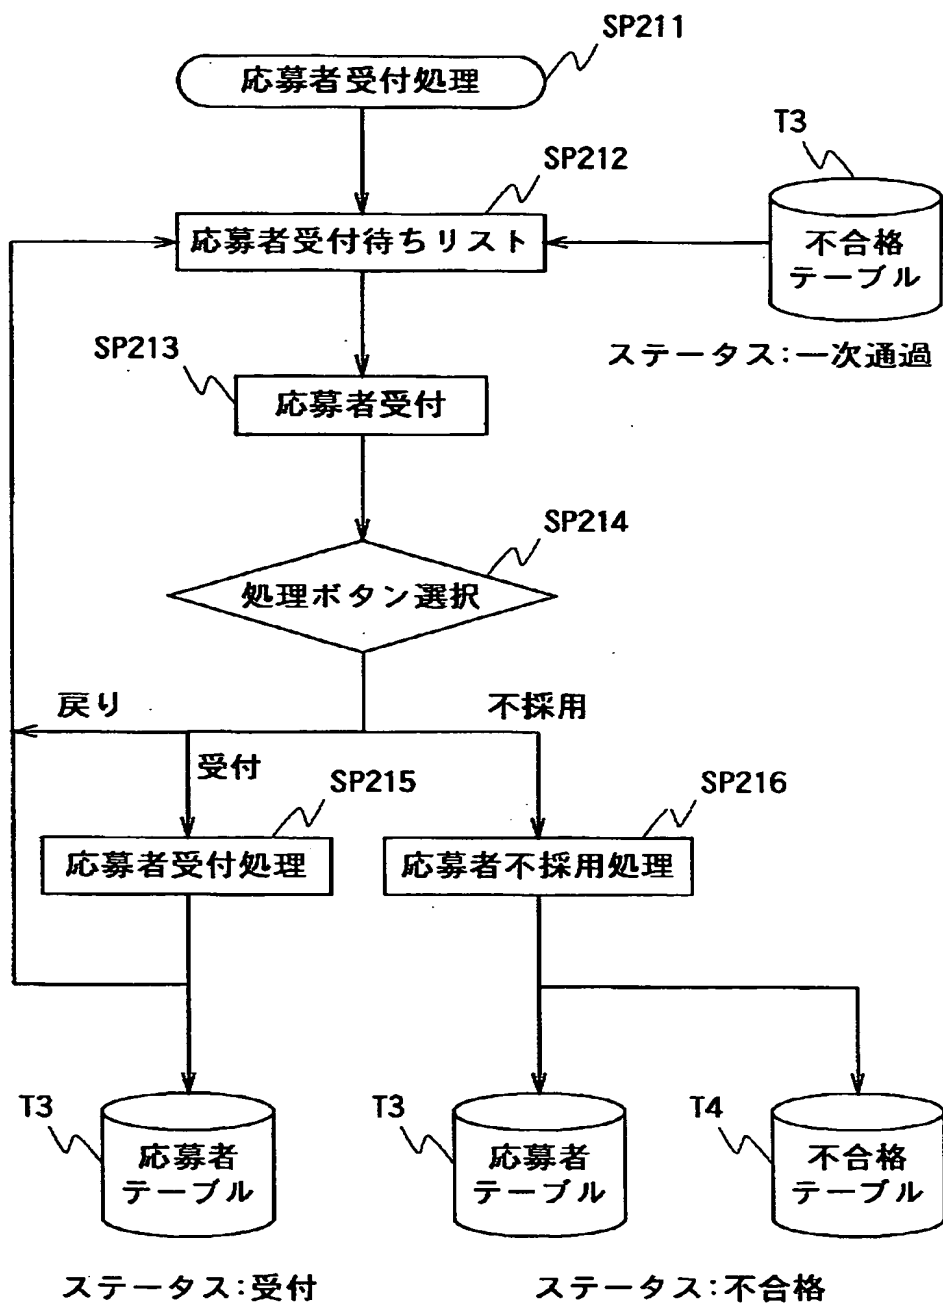 SP211
応募者受付処理
T3
SP212
応募者受付待ちリスト
不合格
テーブル
SP213
ステータス:一次通過
応募者受付
SP214
処理ボタン選択
戻り
不採用
受付
SP215
SP216
応募者受付処理
応募者不採用処理
T3
応募者
テーブル
T3
応募者
テーブル
T4
不合格
テーブル
ステータス:受付
ステータス:不合格